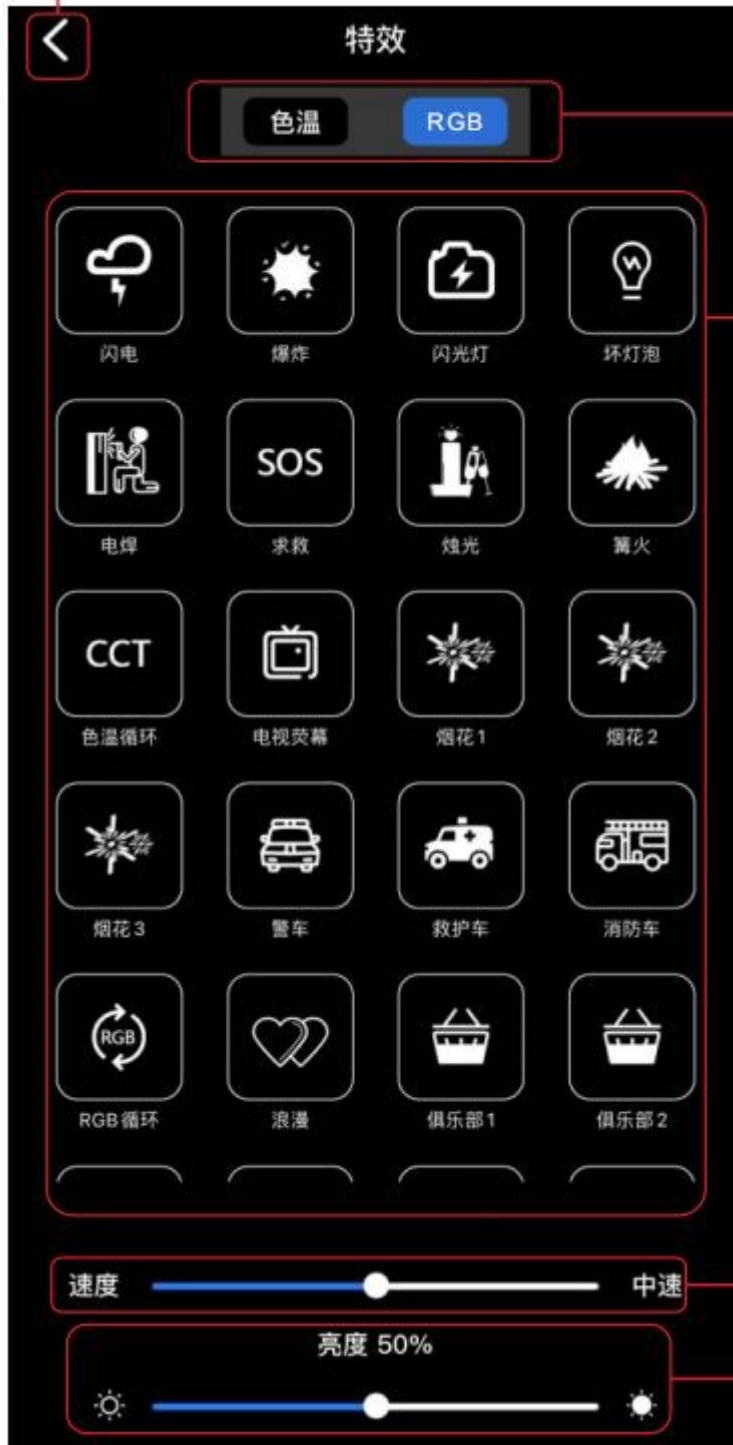 特效
色温 RGB
闪电 爆炸 闪光灯 坏灯泡
SOS
电焊 求救 烛光 篝火
CCT
色温循环 电视荧幕 烟花1 烟花2
烟花3 警车 救护车 消防车
RGB
RGB循环 浪漫 俱乐部1 俱乐部2
速度 中速
亮度 50%